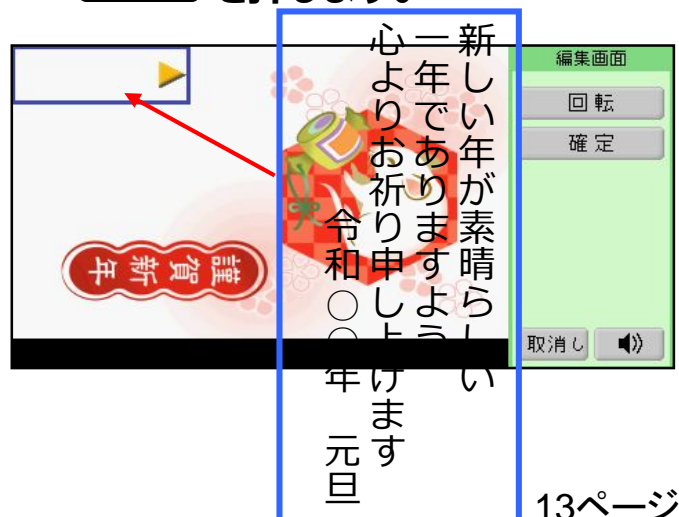 を押します。
編集画面
回転
確定
取消し
謹賀新年
新しい年が素晴らしい
一年でありますよう
心よりお祈り申し上げます
令和○○年 元旦
13ページ